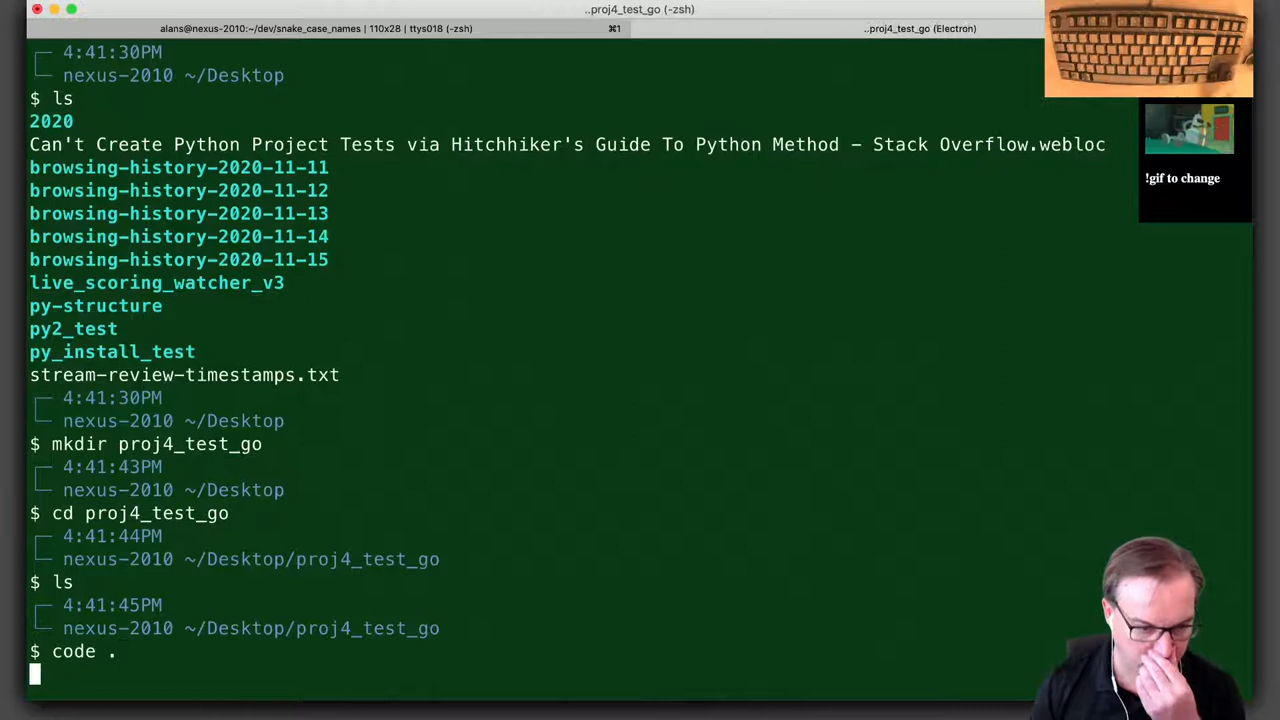 ..proj4_test_go (-zsh)
alans@nexus-2010:~/dev/snake_case_names | 110x28 | ttys018 (-zsh)
⌘1
..proj4_test_go (Electron)
4:41:30PM
nexus-2010 ~/Desktop
$ ls
2020
Can't Create Python Project Tests via Hitchhiker's Guide To Python Method - Stack Overflow.webloc
browsing-history-2020-11-11
browsing-history-2020-11-12
browsing-history-2020-11-13
browsing-history-2020-11-14
browsing-history-2020-11-15
live_scoring_watcher_v3
py-structure
py2_test
py_install_test
stream-review-timestamps.txt
4:41:30PM
nexus-2010 ~/Desktop
$ mkdir proj4_test_go
4:41:43PM
nexus-2010 ~/Desktop
$ cd proj4_test_go
4:41:44PM
nexus-2010 ~/Desktop/proj4_test_go
$ ls
4:41:45PM
nexus-2010 ~/Desktop/proj4_test_go
$ code .
!gif to change